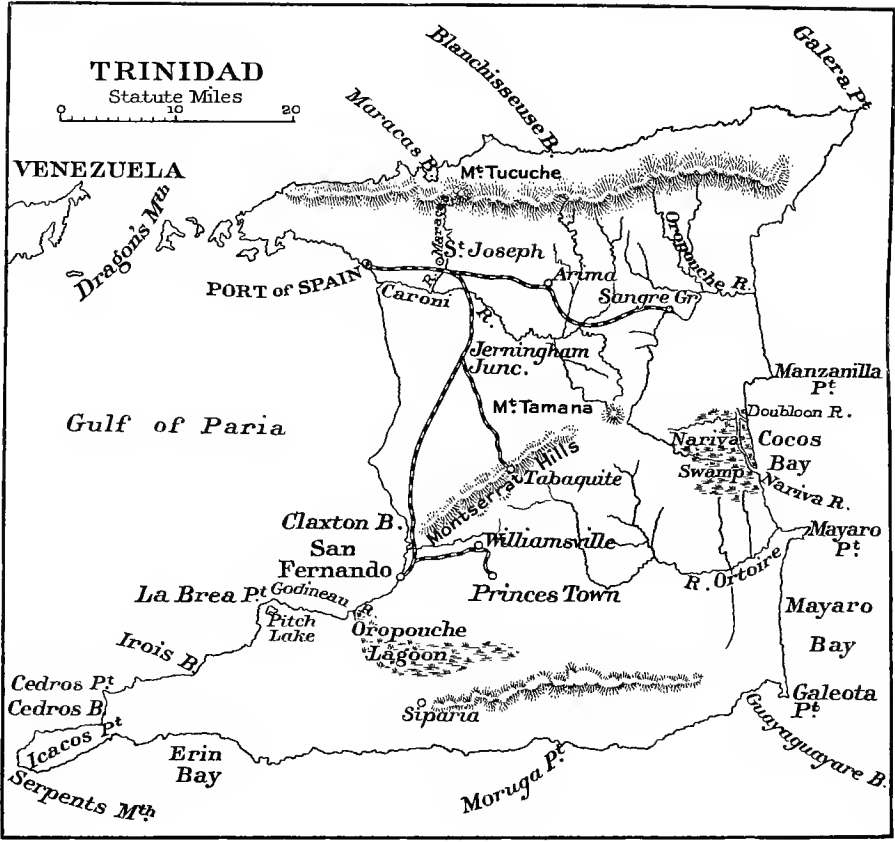 TRINIDAD
Statute Miles
0 10 20
VENEZUELA
Dragon's Mth
Maracas B.
Blanchisseuse B.
Galera Pt
Mt Tucuche
R. Maracas
St Joseph
PORT of SPAIN
Caroni
R.
Arima
Oropouche R.
Sangre Gr.
Jerningham
Junc.
Manzanilla
Pt.
Mt Tamana
Doubloon R.
Gulf of Paria
Nariva
Swamp
Cocos
Bay
Nariva R.
Montserrat Hills
Tabaquite
Claxton B.
San
Fernando
Williamsville
Mayaro
Pt.
Princes Town
R. Ortoire
La Brea Pt
Godineau R.
Pitch
Lake
Oropouche
Lagoon
Mayaro
Bay
Irois B.
Cedros Pt
Cedros B.
Icacos Pt
Siparia
Galeota
Pt.
Guayaguayare B.
Erin
Bay
Moruga Pt
Serpents Mth